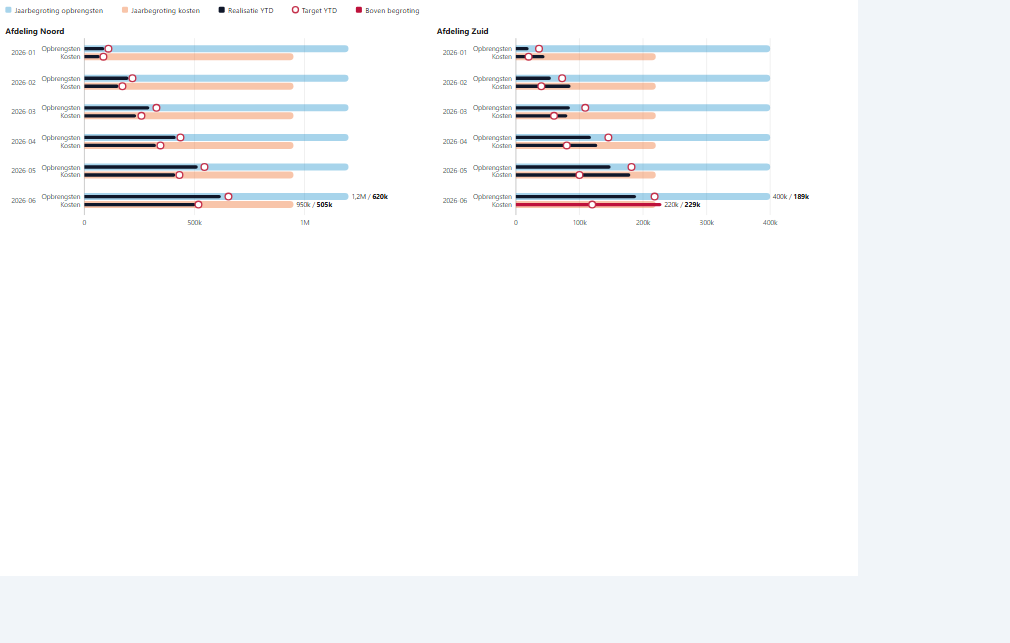 Jaarbegroting opbrengsten Jaarbegroting kosten Realisatie YTD Target YTD Boven begroting
Afdeling Noord
2026-01 Opbrengsten
Kosten
2026-02 Opbrengsten
Kosten
2026-03 Opbrengsten
Kosten
2026-04 Opbrengsten
Kosten
2026-05 Opbrengsten
Kosten
2026-06 Opbrengsten 1,2M / 620k
Kosten 950k / 505k
0 500k 1M
Afdeling Zuid
2026-01 Opbrengsten
Kosten
2026-02 Opbrengsten
Kosten
2026-03 Opbrengsten
Kosten
2026-04 Opbrengsten
Kosten
2026-05 Opbrengsten
Kosten
2026-06 Opbrengsten 400k / 189k
Kosten 220k / 229k
0 100k 200k 300k 400k